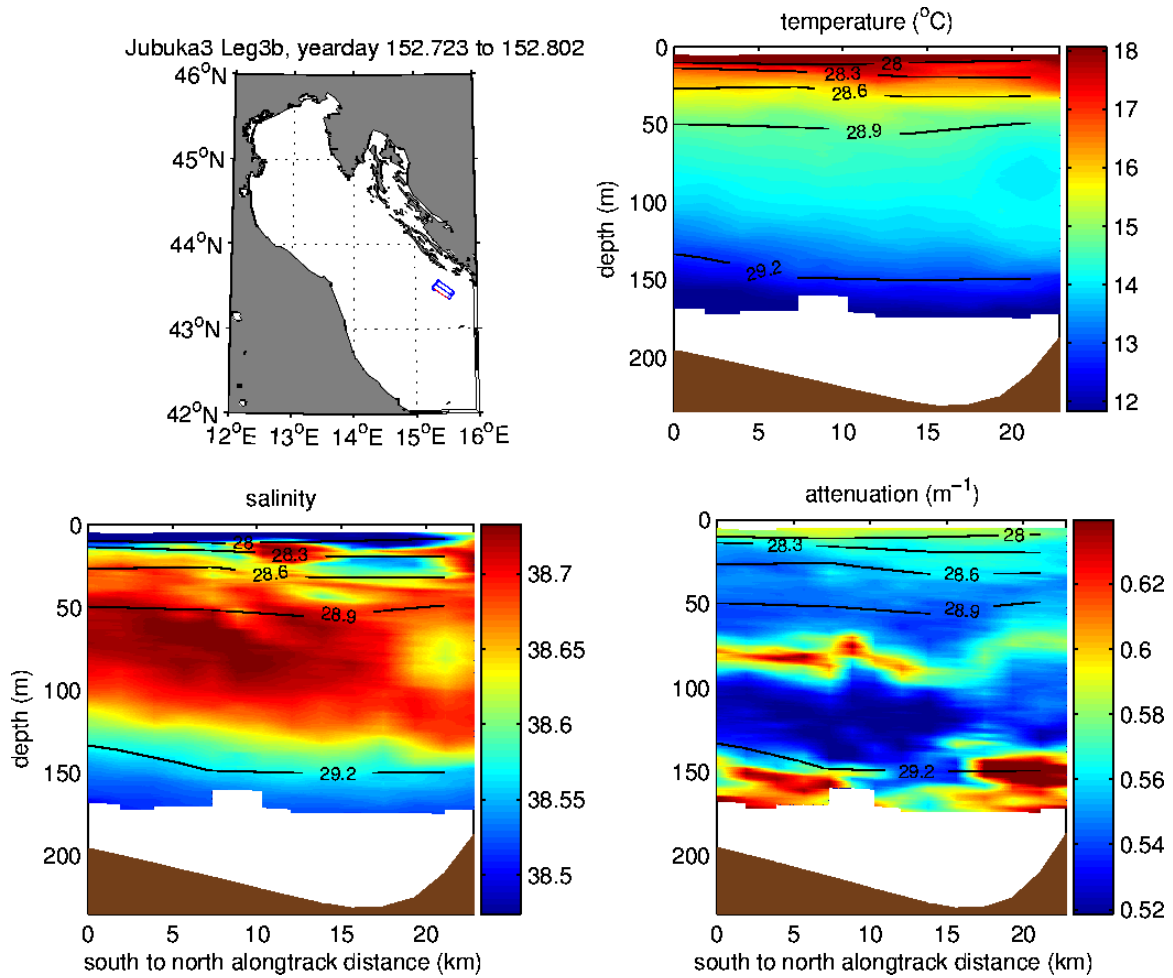 Jubuka3 Leg3b, yearday 152.723 to 152.802
46°N
45°N
44°N
43°N
42°N
12°E 13°E 14°E 15°E 16°E
temperature (°C)
0
50
100
150
200
depth (m)
0 5 10 15 20
28
28.3
28.6
28.9
29.2
18
17
16
15
14
13
12
salinity
0
50
100
150
200
depth (m)
0 5 10 15 20
south to north alongtrack distance (km)
28
28.3
28.6
28.9
29.2
38.7
38.65
38.6
38.55
38.5
attenuation (m⁻¹)
0
50
100
150
200
0 5 10 15 20
south to north alongtrack distance (km)
28
28.3
28.6
28.9
29.2
0.62
0.6
0.58
0.56
0.54
0.52